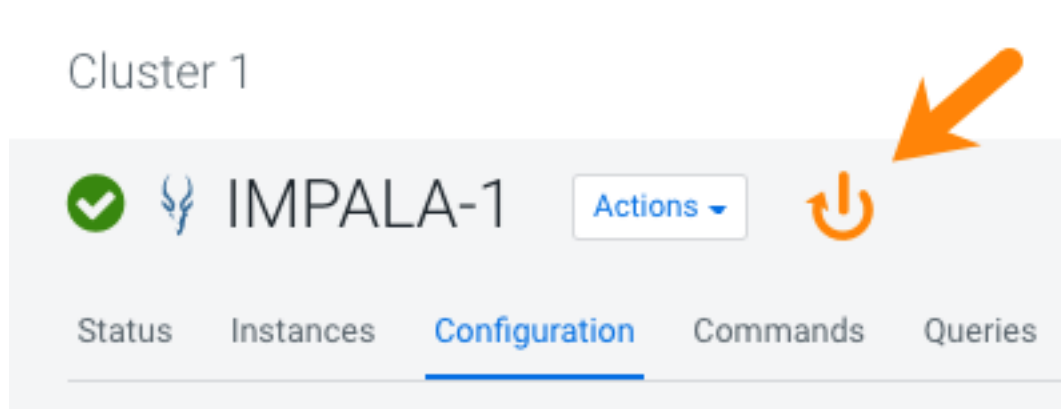 Cluster 1
IMPALA-1 Actions
Status Instances Configuration Commands Queries